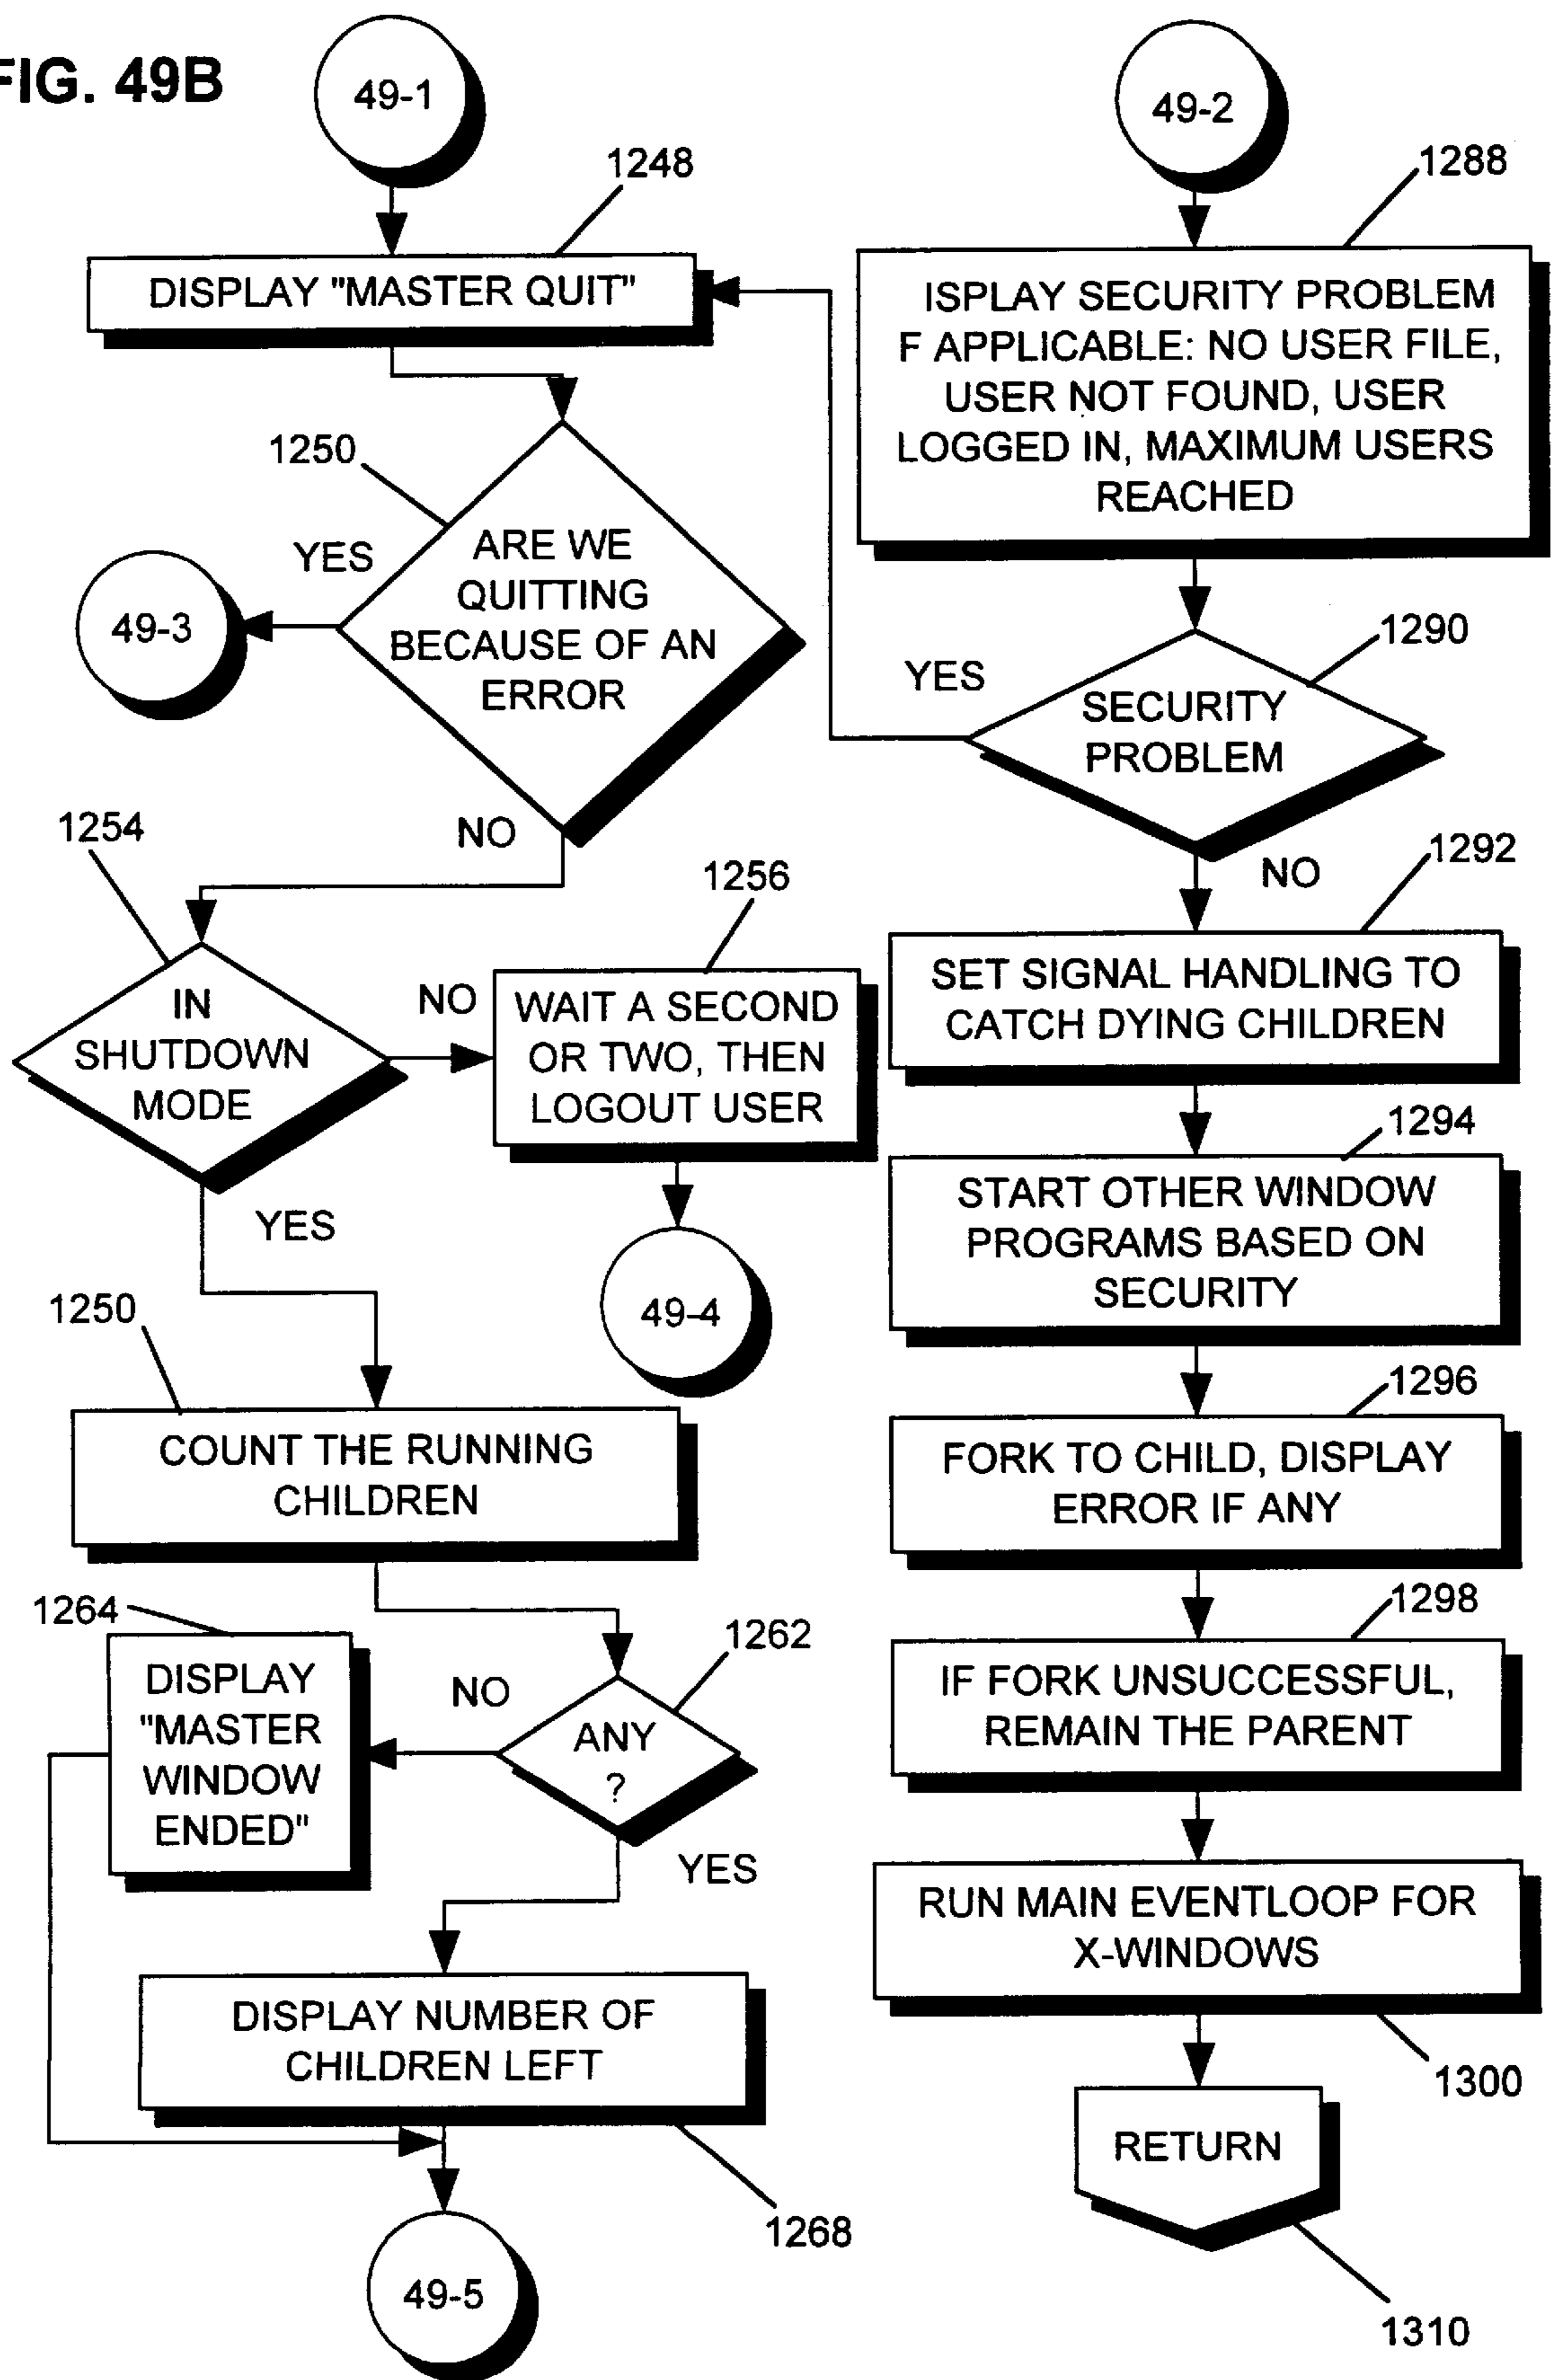 FIG. 49B
49-1
1248
DISPLAY "MASTER QUIT"
1250
YES
ARE WE
QUITTING
BECAUSE OF AN
ERROR
49-3
NO
1254
IN
SHUTDOWN
MODE
NO
1256
WAIT A SECOND
OR TWO, THEN
LOGOUT USER
49-4
YES
1250
COUNT THE RUNNING
CHILDREN
1264
DISPLAY
"MASTER
WINDOW
ENDED"
NO
1262
ANY
?
YES
DISPLAY NUMBER OF
CHILDREN LEFT
1268
49-5
49-2
1288
ISPLAY SECURITY PROBLEM
F APPLICABLE: NO USER FILE,
USER NOT FOUND, USER
LOGGED IN, MAXIMUM USERS
REACHED
1290
YES
SECURITY
PROBLEM
NO
1292
SET SIGNAL HANDLING TO
CATCH DYING CHILDREN
1294
START OTHER WINDOW
PROGRAMS BASED ON
SECURITY
1296
FORK TO CHILD, DISPLAY
ERROR IF ANY
1298
IF FORK UNSUCCESSFUL,
REMAIN THE PARENT
RUN MAIN EVENTLOOP FOR
X-WINDOWS
1300
RETURN
1310